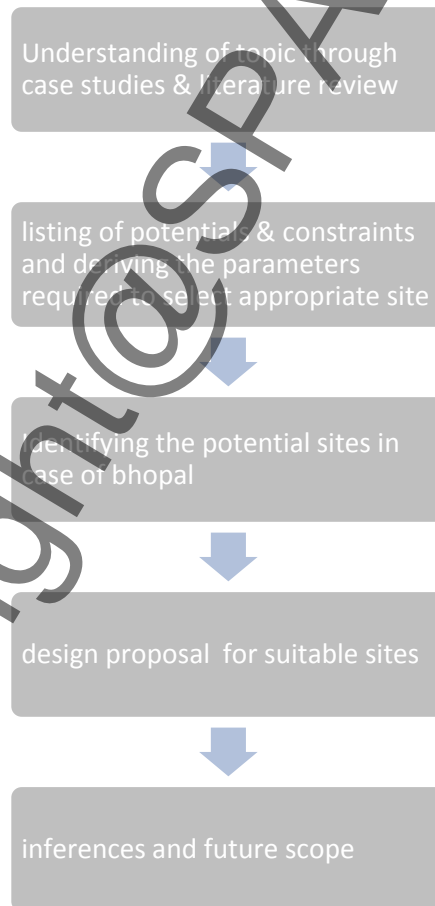 Understanding of topic through
case studies & literature review
listing of potentials & constraints
and deriving the parameters
required to select appropriate site
Identifying the potential sites in
case of bhopal
design proposal for suitable sites
inferences and future scope
ght@SPA